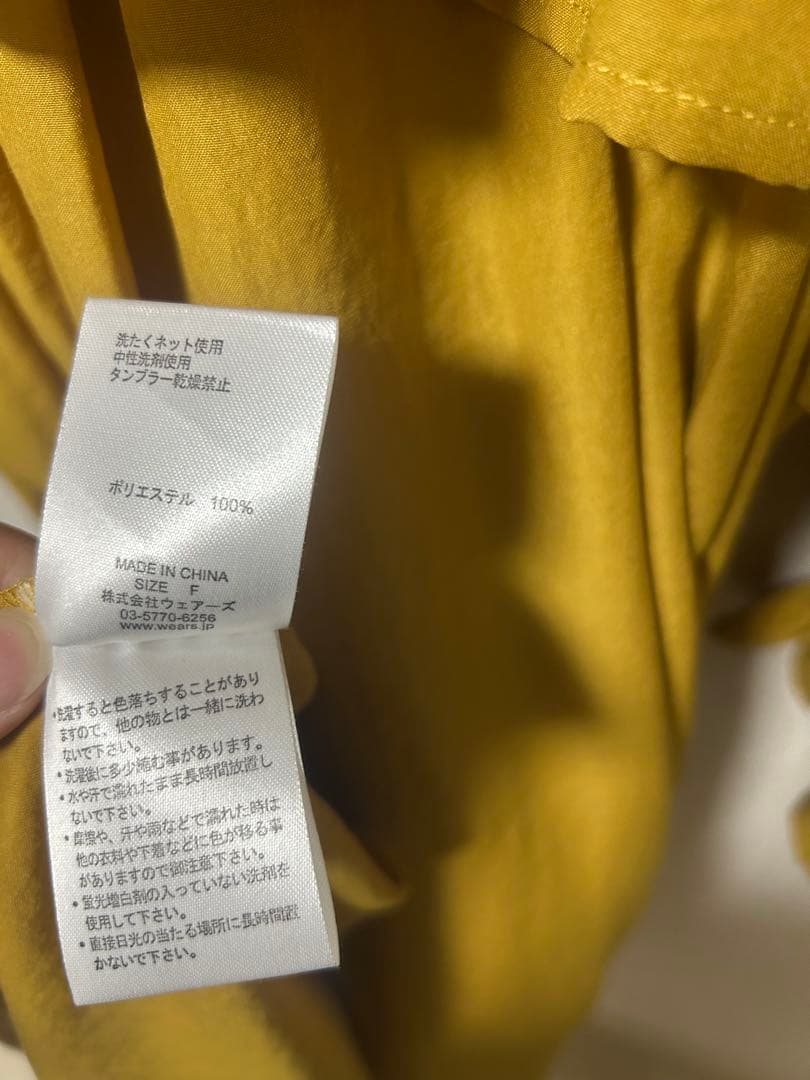 洗たくネット使用
中性洗剤使用
タンブラー乾燥禁止
ポリエステル 100%
MADE IN CHINA
SIZE F
株式会社ウェアーズ
03-5770-6256
www.wears.jp
・洗濯すると色落ちすることがあり
ますので、他の物とは一緒に洗わ
ないで下さい。
・洗濯後に多少縮む事があります。
・水や汗で濡れたまま長時間放置し
ないで下さい。
・摩擦や、汗や雨などで濡れた時は
他の衣料や下着などに色が移る事
がありますので御注意下さい。
・蛍光増白剤の入っていない洗剤を
使用して下さい。
・直接日光の当たる場所に長時間置
かないで下さい。